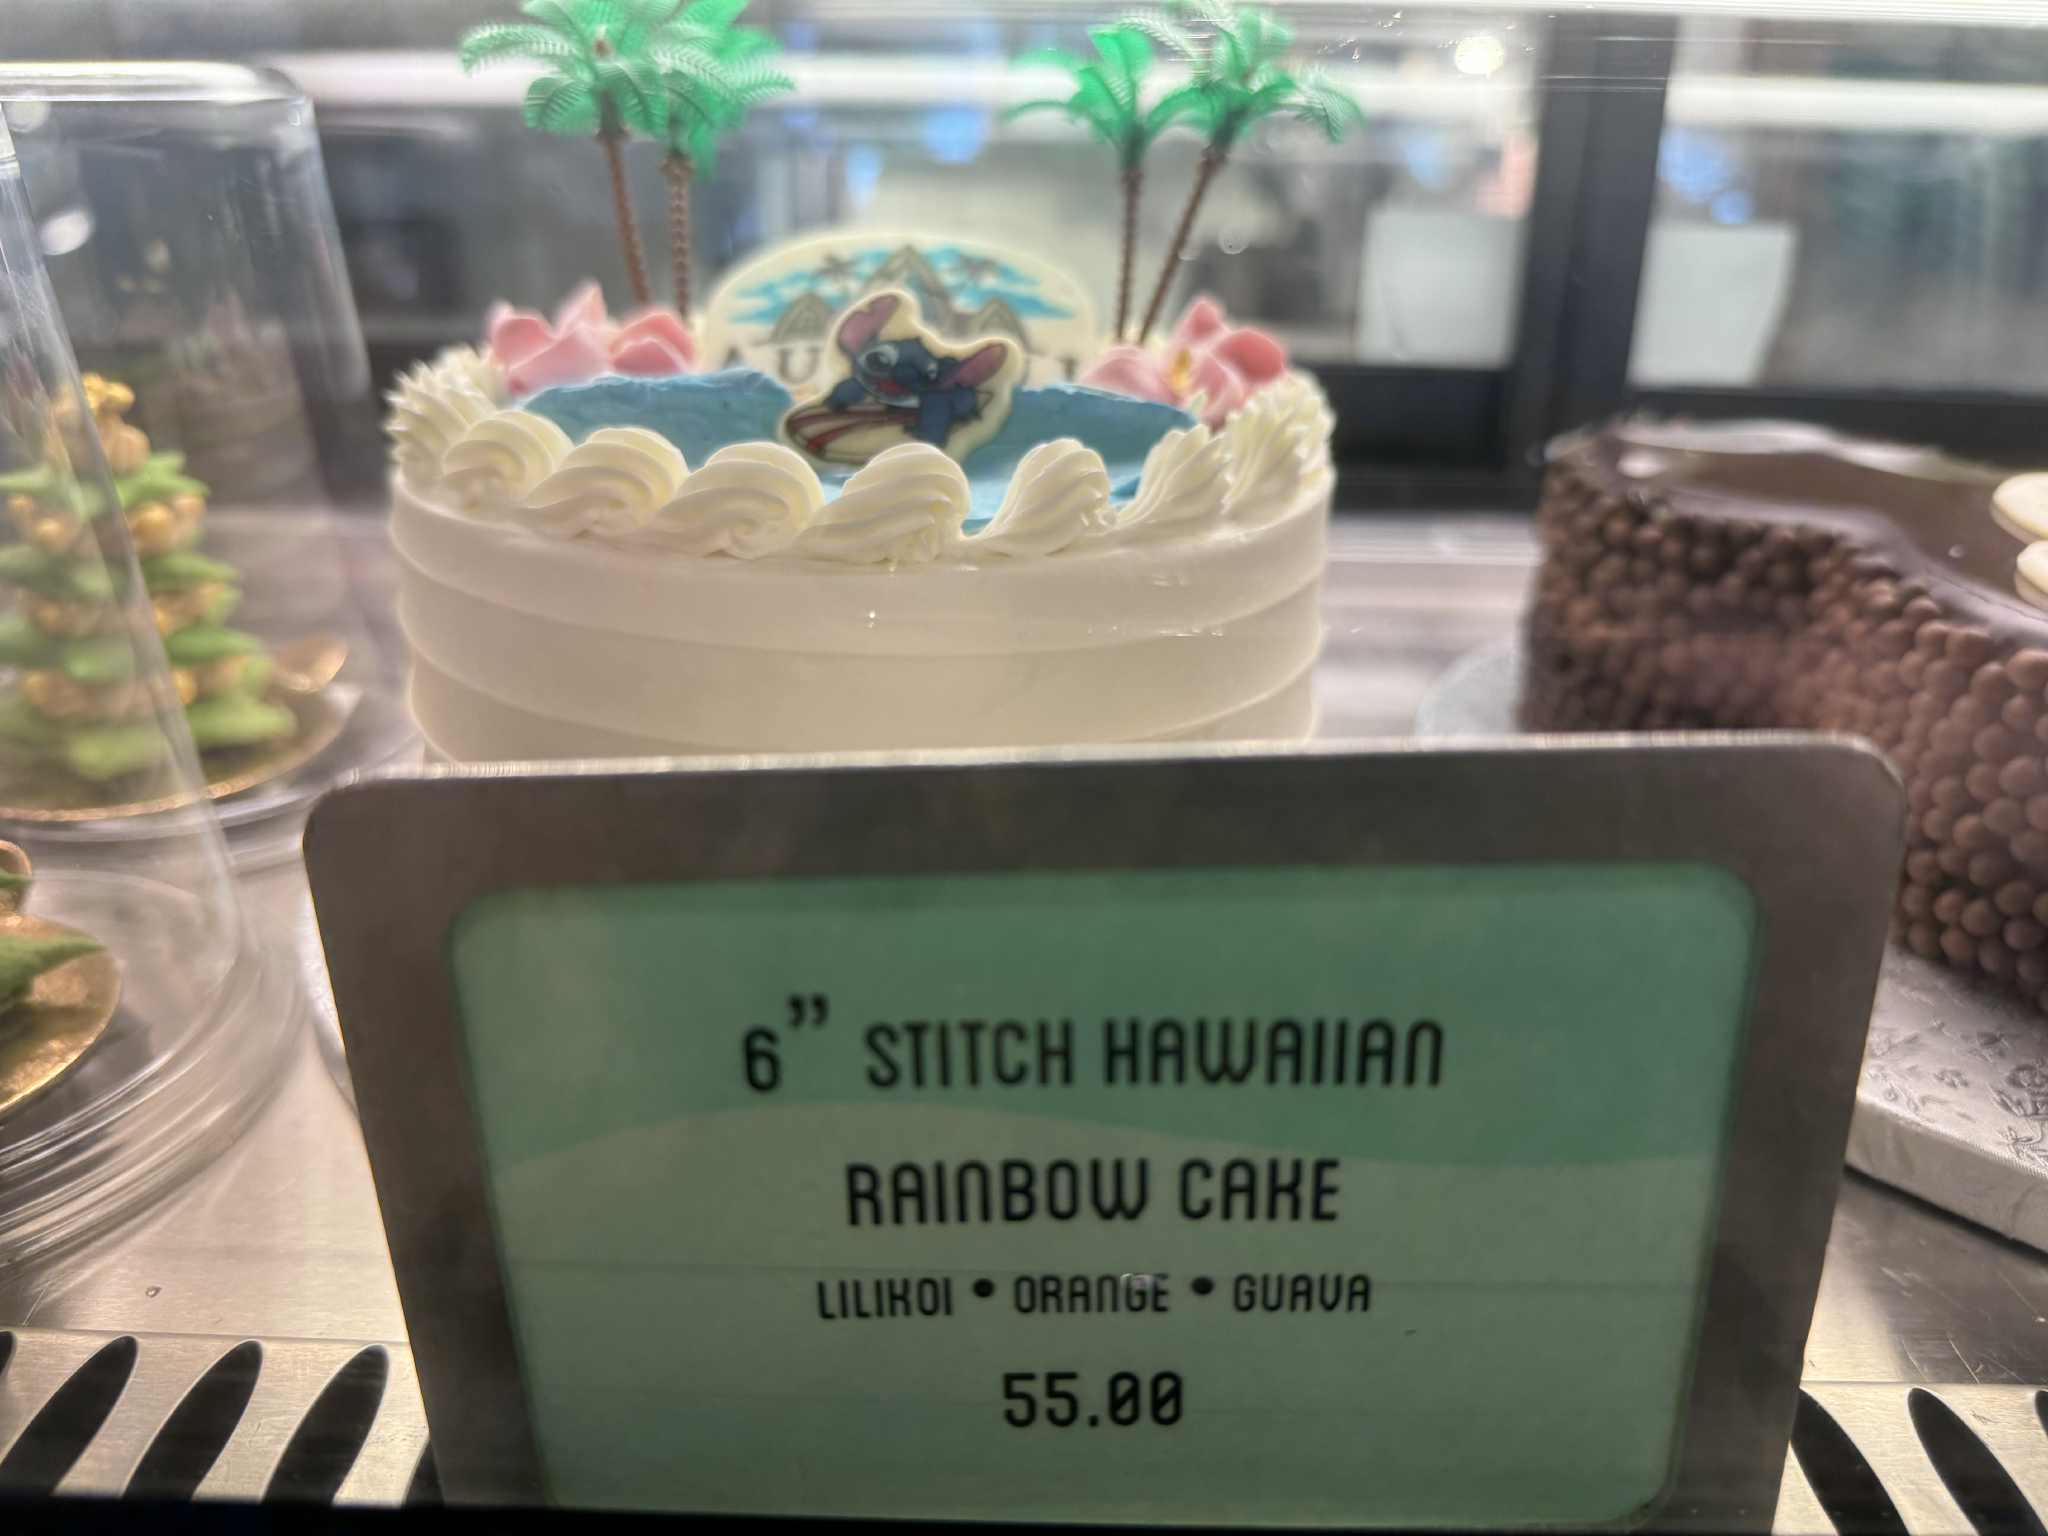 6” STITCH HAWAIIAN
RAINBOW CAKE
LILIKOI • ORANGE • GUAVA
55.00